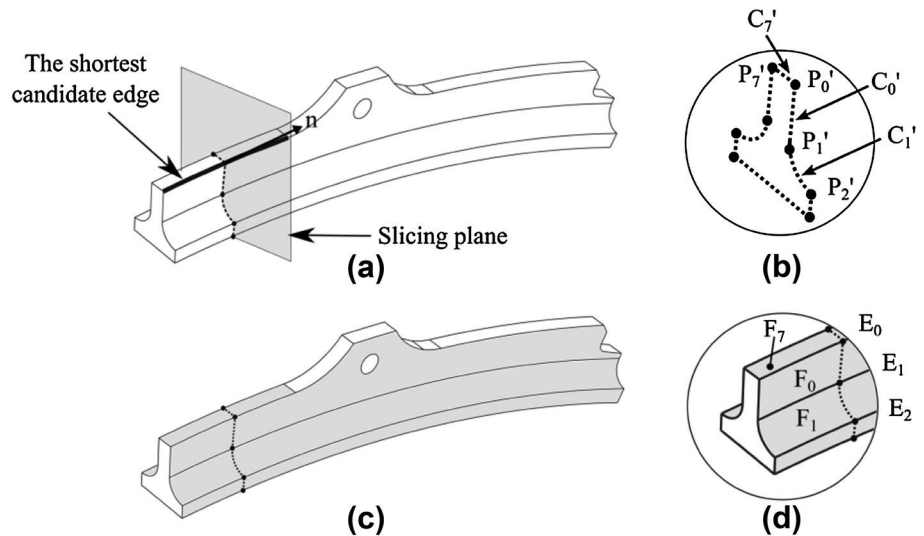 The shortest
candidate edge
n
Slicing plane
(a)
C7'
P7'
P0'
C0'
P1'
C1'
P2'
(b)
(c)
F7
E0
F0
E1
F1
E2
(d)